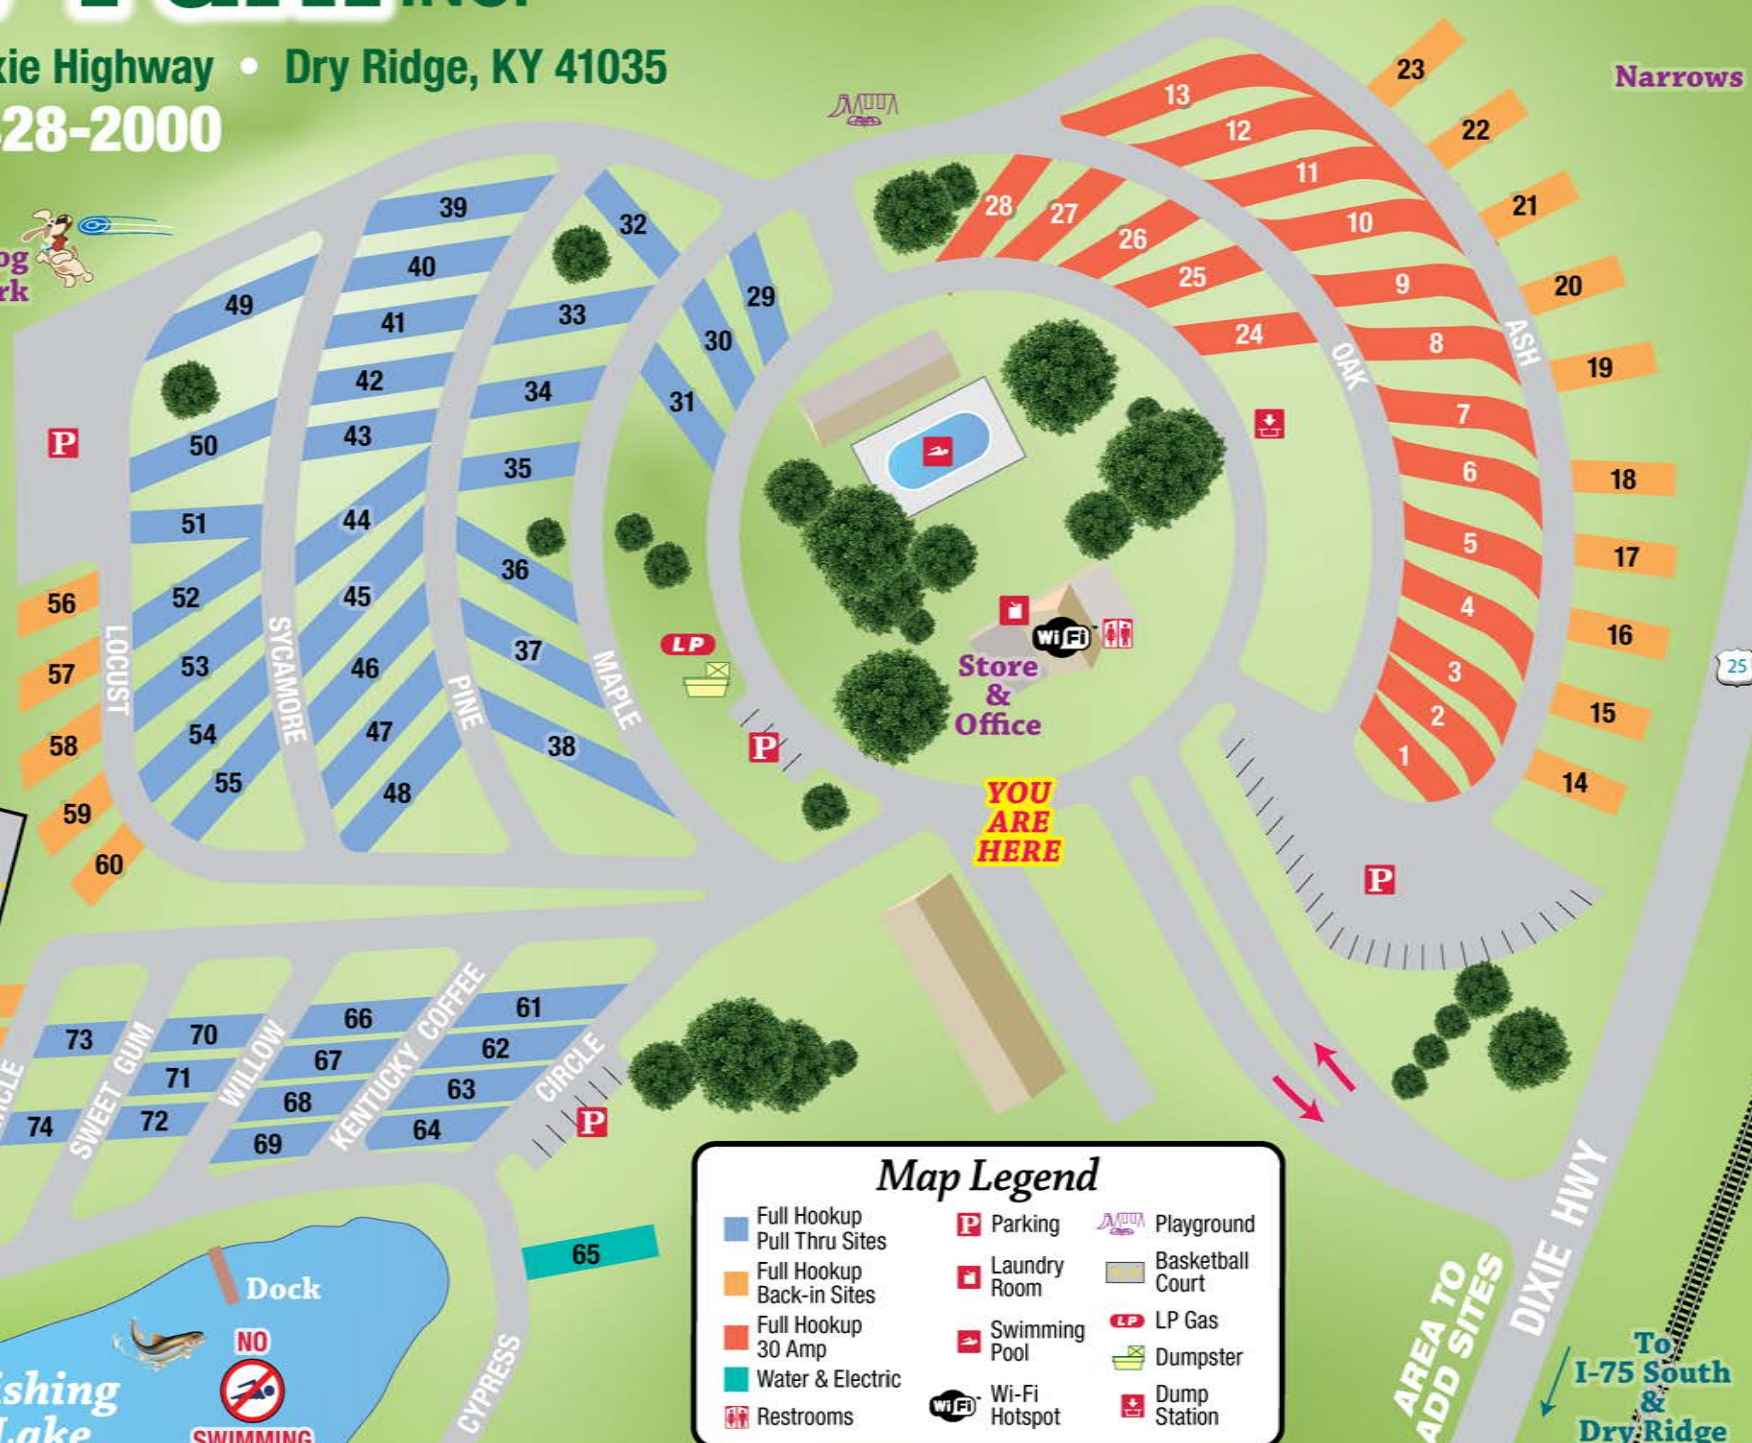 INC.
Highway • Dry Ridge, KY 41035
28-2000
Narrows
13
12
11
10
9
8
7
6
5
4
3
2
1
23
22
21
20
19
18
17
16
15
14
28
27
26
25
24
OAK
ASH
39
40
41
42
43
44
45
46
47
48
32
33
34
35
36
37
38
29
30
31
49
50
51
52
53
54
55
56
57
58
59
60
P
LOCUST
SYCAMORE
PINE
MAPLE
LP
P
WiFi
Store
&
Office
YOU
ARE
HERE
25
P
61
62
63
64
66
67
68
69
70
71
72
73
74
SWEET GUM
WILLOW
KENTUCKY COFFEE
CIRCLE
P
65
Dock
NO
SWIMMING
Lake
CYPRESS
Map Legend
Full Hookup
Pull Thru Sites
Full Hookup
Back-in Sites
Full Hookup
30 Amp
Water & Electric
Restrooms
P Parking
Laundry
Room
Swimming
Pool
WiFi Wi-Fi
Hotspot
Playground
Basketball
Court
LP LP Gas
Dumpster
Dump
Station
AREA TO
ADD SITES
DIXIE HWY
To
I-75 South
&
Dry Ridge